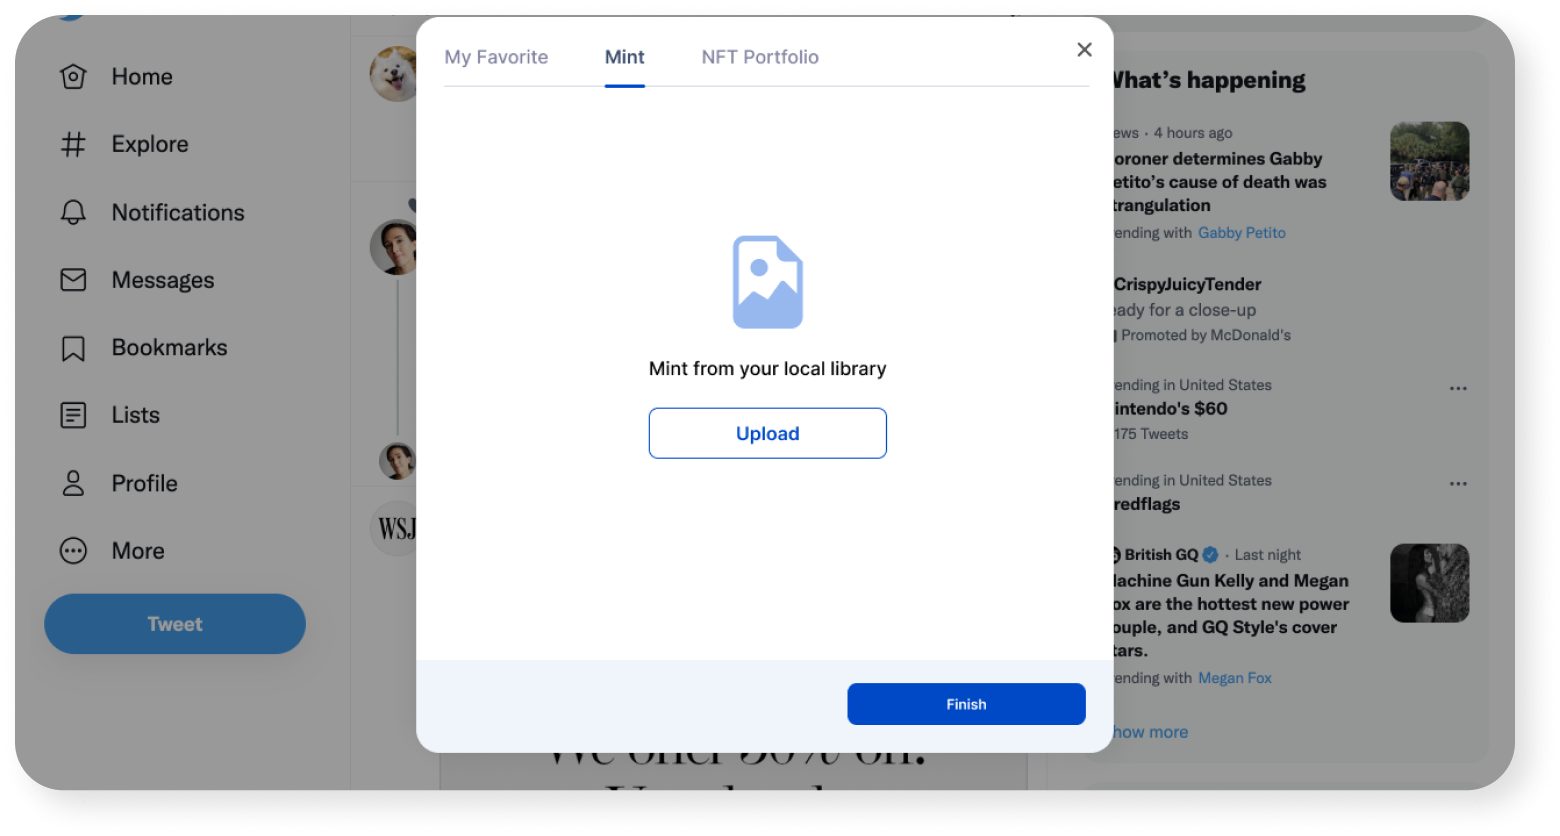 Home
Explore
Notifications
Messages
Bookmarks
Lists
Profile
More
Tweet
WSJ
My Favorite
Mint
NFT Portfolio
Mint from your local library
Upload
Finish
We offer 50% off.
What's happening
ews · 4 hours ago
oroner determines Gabby
etito's cause of death was
trangulation
ending with Gabby Petito
CrispyJuicyTender
eady for a close-up
Promoted by McDonald's
ending in United States
intendo's $60
175 Tweets
ending in United States
redflags
British GQ · Last night
achine Gun Kelly and Megan
ox are the hottest new power
ouple, and GQ Style's cover
tars.
ending with Megan Fox
how more